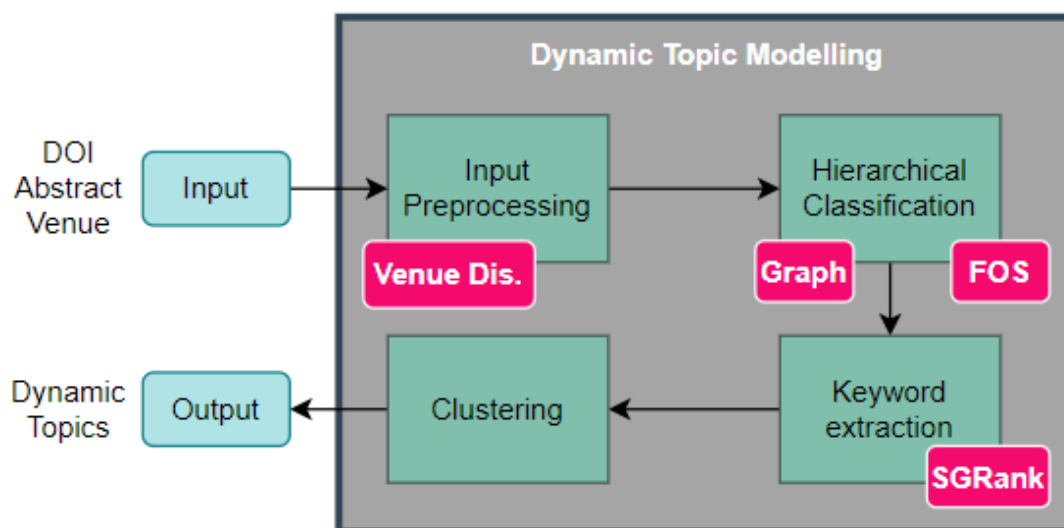 Dynamic Topic Modelling
DOI
Abstract
Venue
Input
Input
Preprocessing
Venue Dis.
Hierarchical
Classification
Graph
FOS
Dynamic
Topics
Output
Clustering
Keyword
extraction
SGRank